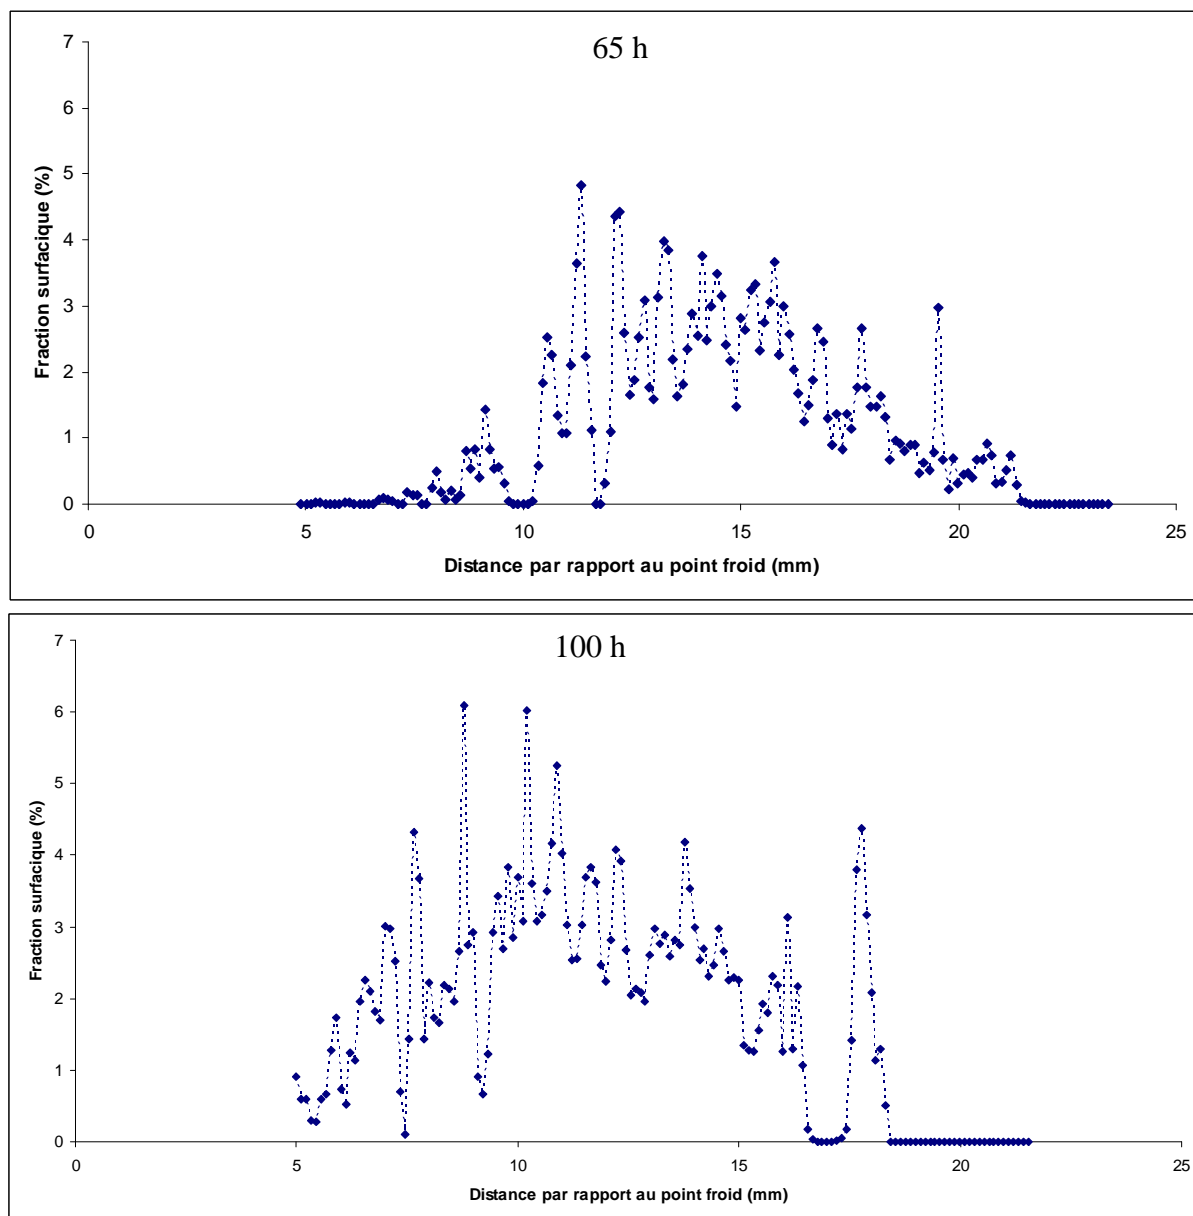 65 h
7
6
5
4
3
2
1
0
Fraction surfacique (%)
0 5 10 15 20 25
Distance par rapport au point froid (mm)
100 h
7
6
5
4
3
2
1
0
Fraction surfacique (%)
0 5 10 15 20 25
Distance par rapport au point froid (mm)